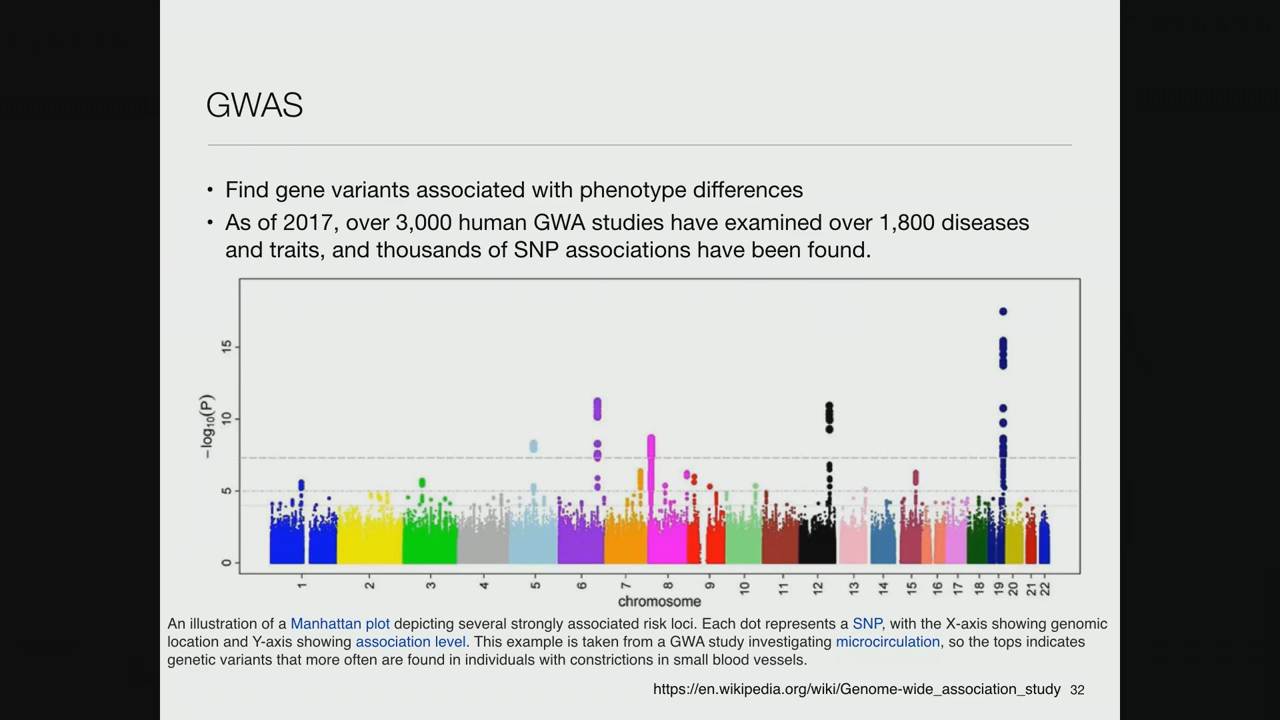 GWAS
• Find gene variants associated with phenotype differences
• As of 2017, over 3,000 human GWA studies have examined over 1,800 diseases
and traits, and thousands of SNP associations have been found.
15
10
5
0
−log10(P)
1 2 3 4 5 6 7 8 9 10 11 12 13 14 15 16 17 18 19 20 21 22
chromosome
An illustration of a Manhattan plot depicting several strongly associated risk loci. Each dot represents a SNP, with the X-axis showing genomic
location and Y-axis showing association level. This example is taken from a GWA study investigating microcirculation, so the tops indicates
genetic variants that more often are found in individuals with constrictions in small blood vessels.
https://en.wikipedia.org/wiki/Genome-wide_association_study 32